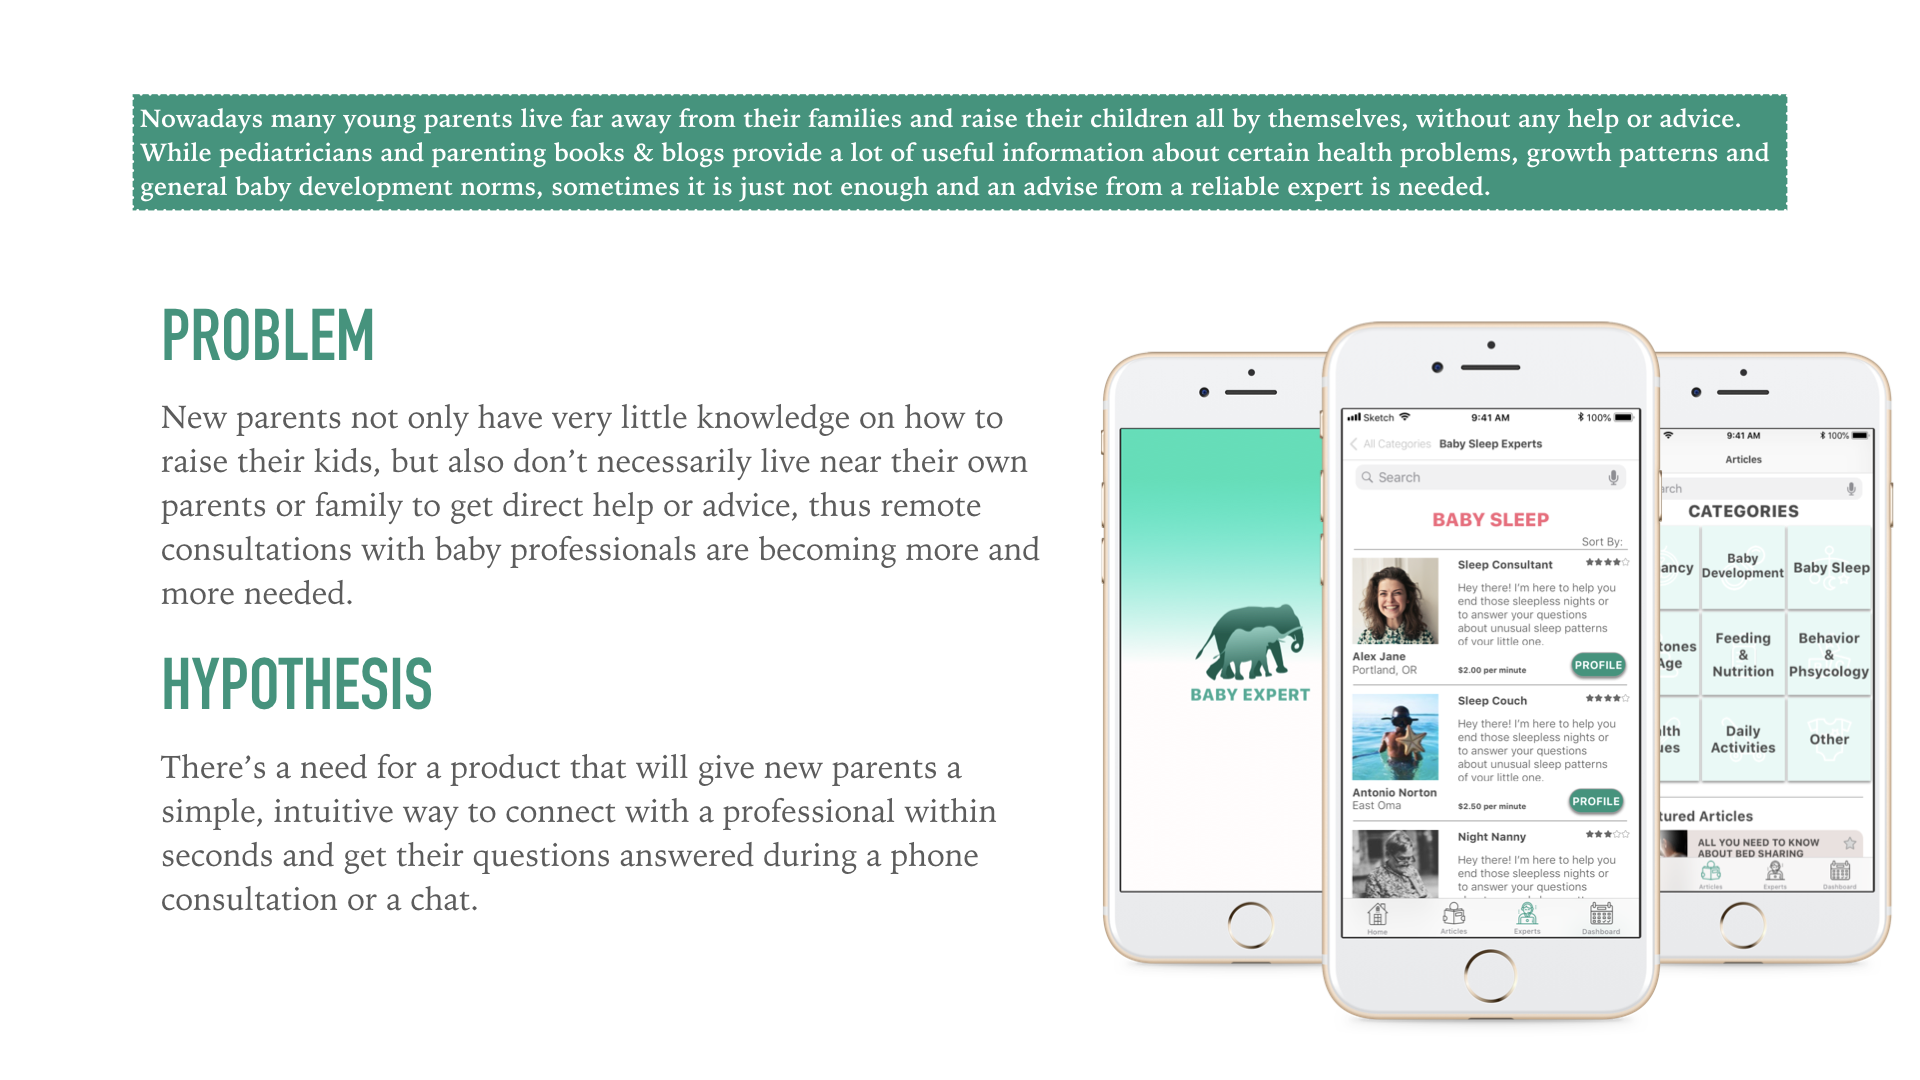 Nowadays many young parents live far away from their families and raise their children all by themselves, without any help or advice.
While pediatricians and parenting books & blogs provide a lot of useful information about certain health problems, growth patterns and
general baby development norms, sometimes it is just not enough and an advise from a reliable expert is needed.
PROBLEM
New parents not only have very little knowledge on how to
raise their kids, but also don’t necessarily live near their own
parents or family to get direct help or advice, thus remote
consultations with baby professionals are becoming more and
more needed.
HYPOTHESIS
There’s a need for a product that will give new parents a
simple, intuitive way to connect with a professional within
seconds and get their questions answered during a phone
consultation or a chat.
BABY EXPERT
Sketch 9:41 AM 100%
All Categories Baby Sleep Experts
Search
BABY SLEEP
Sort By:
Sleep Consultant
Hey there! I'm here to help you
end those sleepless nights or
to answer your questions
about unusual sleep patterns
of your little one.
Alex Jane
Portland, OR
$2.00 per minute
PROFILE
Sleep Couch
Hey there! I'm here to help you
end those sleepless nights or
to answer your questions
about unusual sleep patterns
of your little one.
Antonio Norton
East Oma
$2.50 per minute
PROFILE
Night Nanny
Hey there! I'm here to help you
end those sleepless nights or
to answer your questions
Home Articles Experts Dashboard
9:41 AM 100%
Articles
arch
CATEGORIES
ancy
Baby
Development
Baby Sleep
tones
Age
Feeding
&
Nutrition
Behavior
&
Phsycology
lth
ues
Daily
Activities
Other
tured Articles
ALL YOU NEED TO KNOW
ABOUT BED SHARING
Articles Experts Dashboard